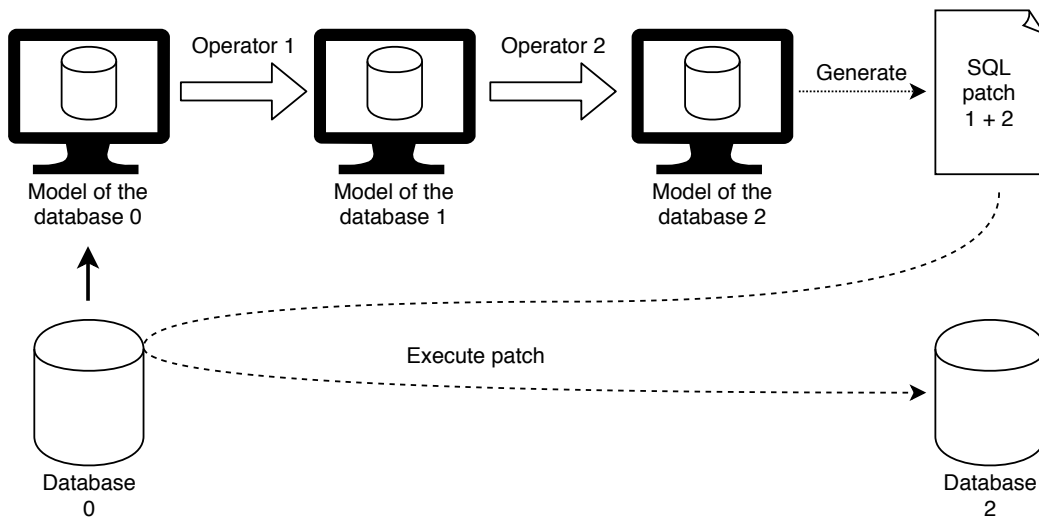 Operator 1
Operator 2
Generate
SQL
patch
1 + 2
Model of the
database 0
Model of the
database 1
Model of the
database 2
Execute patch
Database
0
Database
2